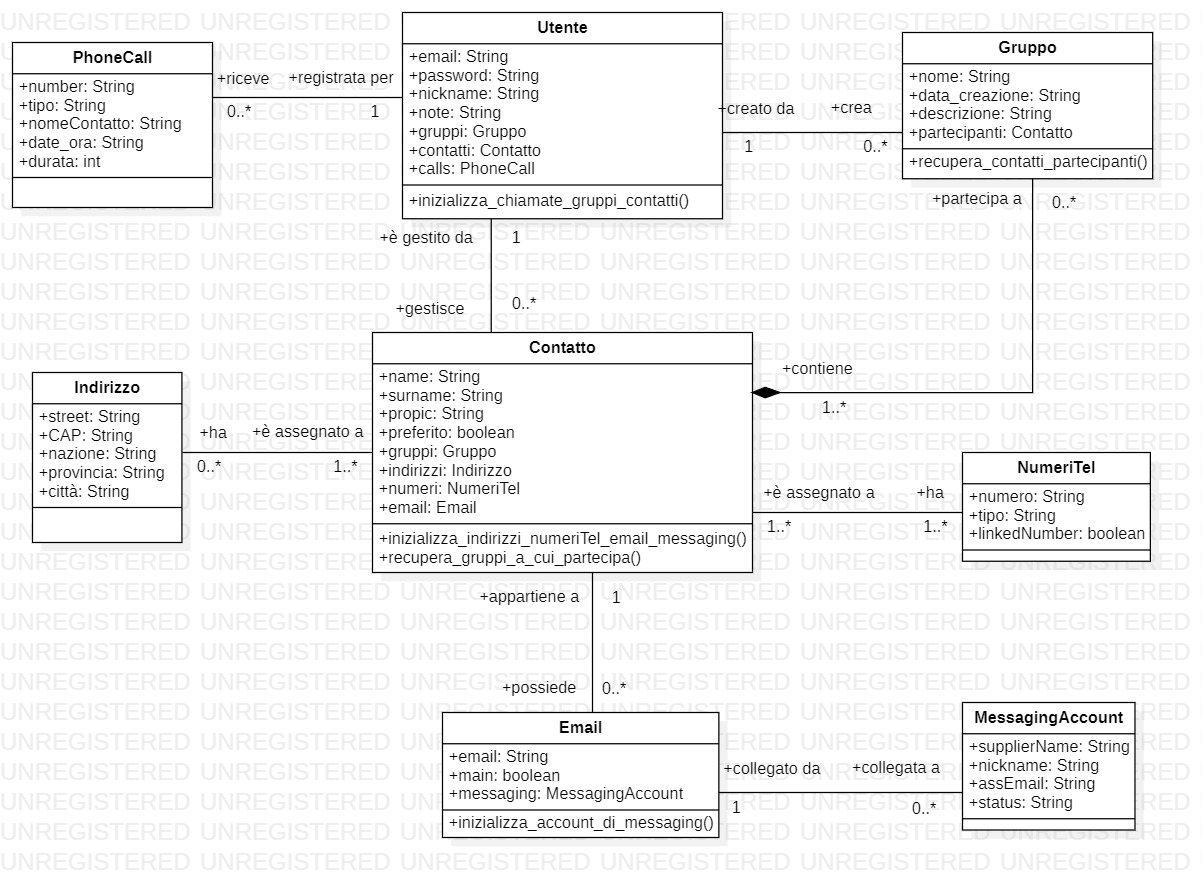 PhoneCall
+number: String
+tipo: String
+nomeContatto: String
+date_ora: String
+durata: int
+riceve
+registrata per
0..*
1
Utente
+email: String
+password: String
+nickname: String
+note: String
+gruppi: Gruppo
+contatti: Contatto
+calls: PhoneCall
+inizializza_chiamate_gruppi_contatti()
+creato da
+crea
1
0..*
Gruppo
+nome: String
+data_creazione: String
+descrizione: String
+partecipanti: Contatto
+recupera_contatti_partecipanti()
+partecipa a
0..*
+è gestito da
1
+gestisce
0..*
Contatto
+name: String
+surname: String
+propic: String
+preferito: boolean
+gruppi: Gruppo
+indirizzi: Indirizzo
+numeri: NumeriTel
+email: Email
+inizializza_indirizzi_numeriTel_email_messaging()
+recupera_gruppi_a_cui_partecipa()
+contiene
1..*
Indirizzo
+street: String
+CAP: String
+nazione: String
+provincia: String
+città: String
+ha
+è assegnato a
0..*
1..*
+è assegnato a
+ha
1..*
1..*
NumeriTel
+numero: String
+tipo: String
+linkedNumber: boolean
+appartiene a
1
+possiede
0..*
Email
+email: String
+main: boolean
+messaging: MessagingAccount
+inizializza_account_di_messaging()
+collegato da
+collegata a
1
0..*
MessagingAccount
+supplierName: String
+nickname: String
+assEmail: String
+status: String
UNREGISTERED